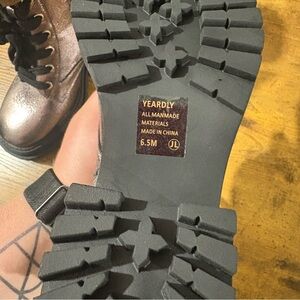 YEARDLY
ALL MANMADE
MATERIALS
MADE IN CHINA
6.5M JL